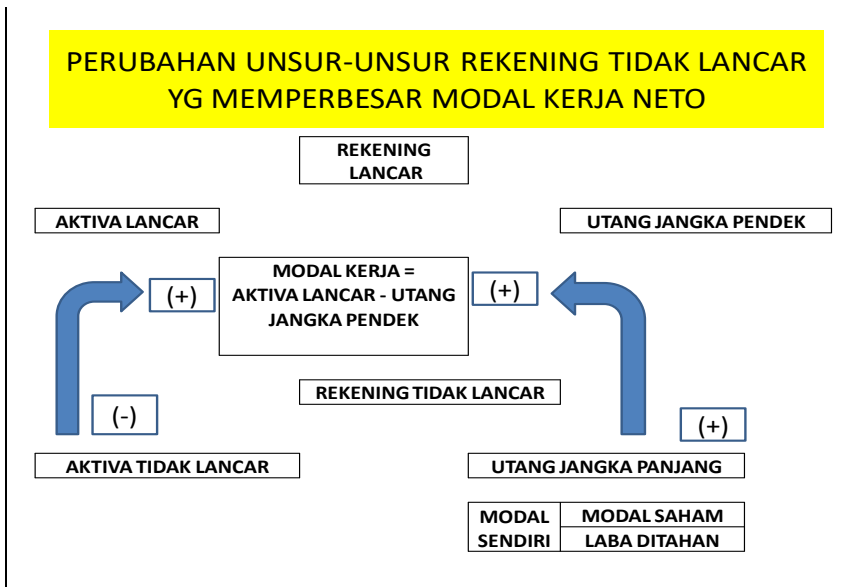 PERUBAHAN UNSUR-UNSUR REKENING TIDAK LANCAR
YG MEMPERBESAR MODAL KERJA NETO
REKENING
LANCAR
AKTIVA LANCAR
UTANG JANGKA PENDEK
(+)
MODAL KERJA =
AKTIVA LANCAR - UTANG
JANGKA PENDEK
(+)
REKENING TIDAK LANCAR
(-)
(+)
AKTIVA TIDAK LANCAR
UTANG JANGKA PANJANG
MODAL
SENDIRI
MODAL SAHAM
LABA DITAHAN